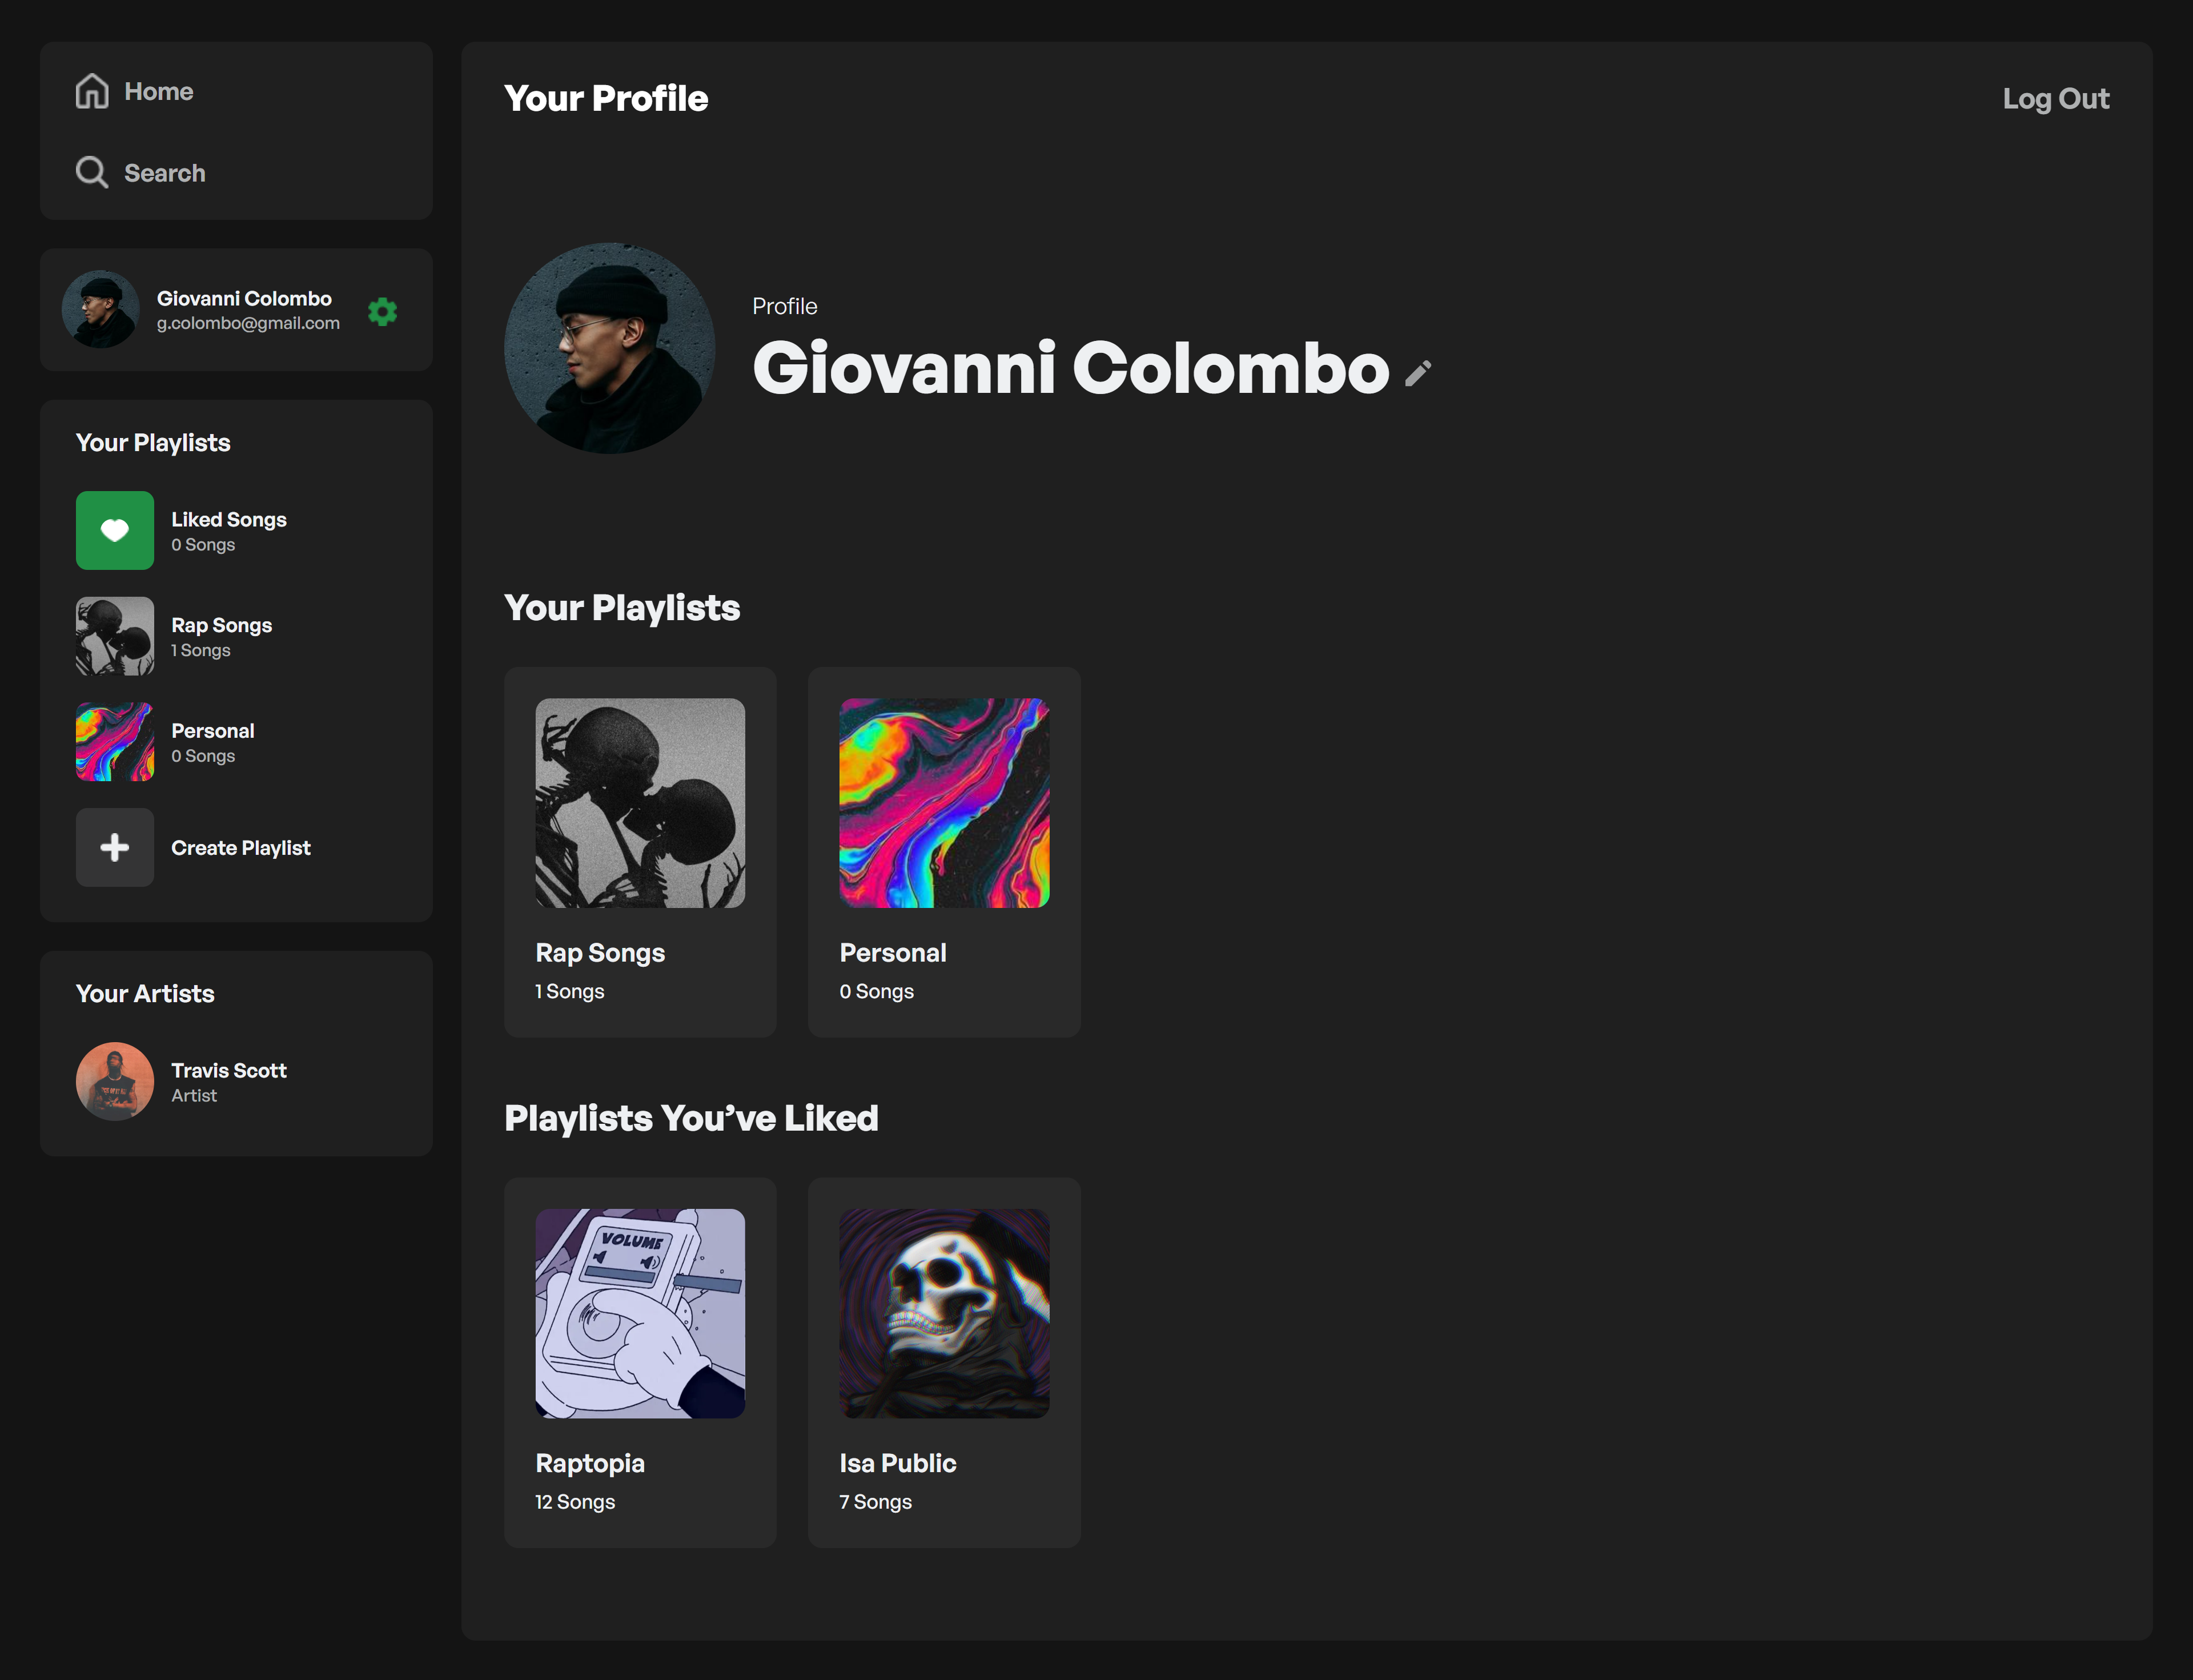 Home
Search
Giovanni Colombo
g.colombo@gmail.com
Your Playlists
Liked Songs
0 Songs
Rap Songs
1 Songs
Personal
0 Songs
Create Playlist
Your Artists
Travis Scott
Artist
Your Profile
Log Out
Profile
Giovanni Colombo
Your Playlists
Rap Songs
1 Songs
Personal
0 Songs
Playlists You’ve Liked
VOLUME
Raptopia
12 Songs
Isa Public
7 Songs